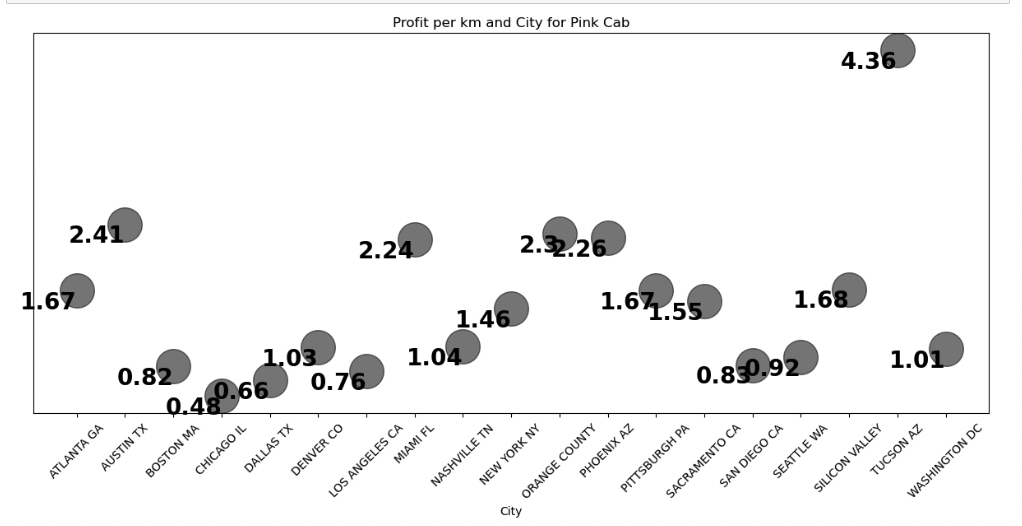 Profit per km and City for Pink Cab
4.36
2.41
2.24
2.3
2.26
1.67
1.67
1.68
1.55
1.46
1.03
1.04
1.01
0.82
0.76
0.83
0.92
0.66
0.48
ATLANTA GA
AUSTIN TX
BOSTON MA
CHICAGO IL
DALLAS TX
DENVER CO
LOS ANGELES CA
MIAMI FL
NASHVILLE TN
NEW YORK NY
ORANGE COUNTY
PHOENIX AZ
PITTSBURGH PA
SACRAMENTO CA
SAN DIEGO CA
SEATTLE WA
SILICON VALLEY
TUCSON AZ
WASHINGTON DC
City